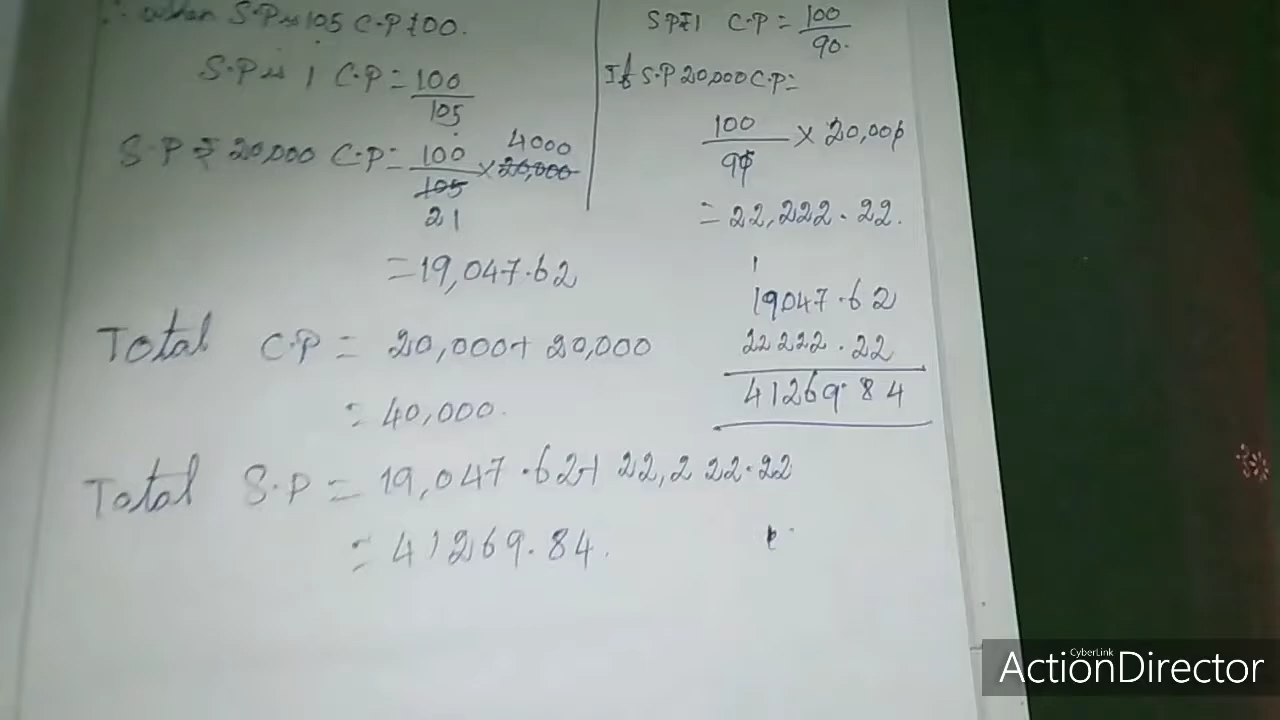 ∴ when S.P is 105 C.P ₹100.
S.P is 1 C.P = 100/105
S.P ₹ 20,000 C.P = 100/105 × 20,000
4000
21
= 19,047.62
S.P ₹1 C.P = 100/90.
If S.P 20,000 C.P =
100/90 × 20,000
= 22,222.22.
1
19047.62
22222.22
41269.84
Total C.P = 20,000 + 20,000
= 40,000.
Total S.P = 19,047.62 + 22,222.22
= 41269.84.
CyberLink
ActionDirector